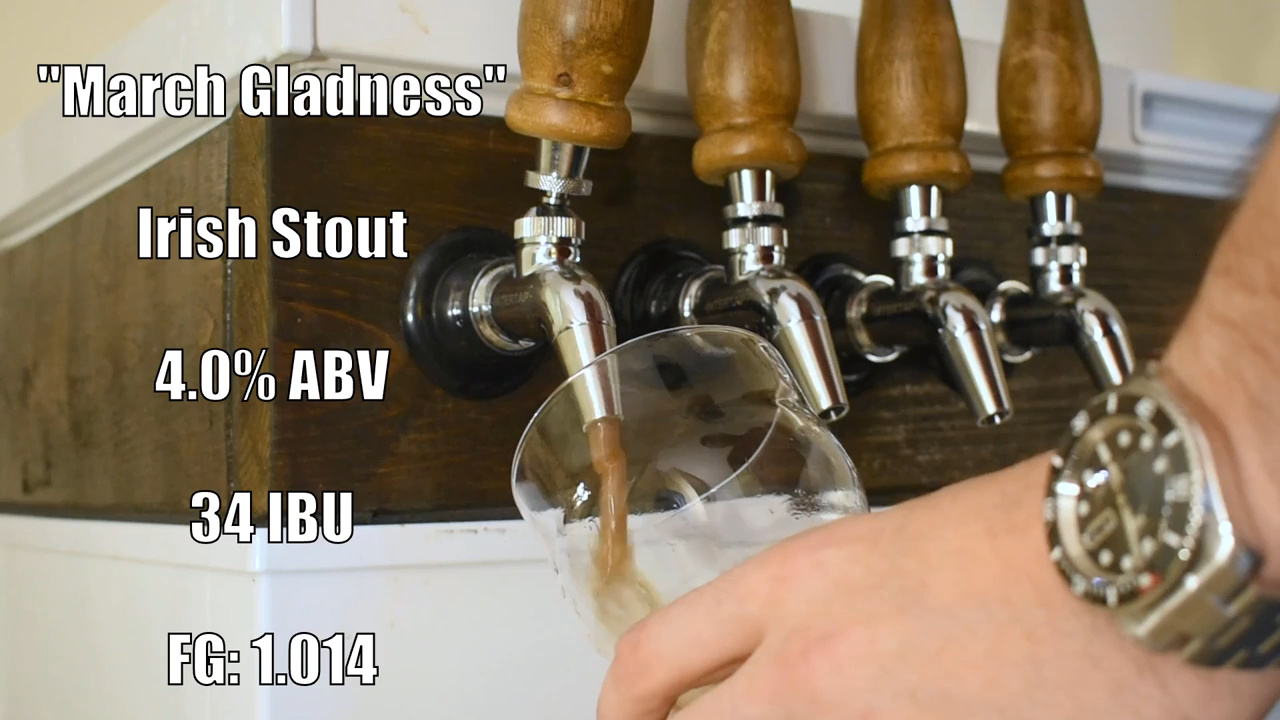 "March Gladness"
Irish Stout
4.0% ABV
34 IBU
FG: 1.014